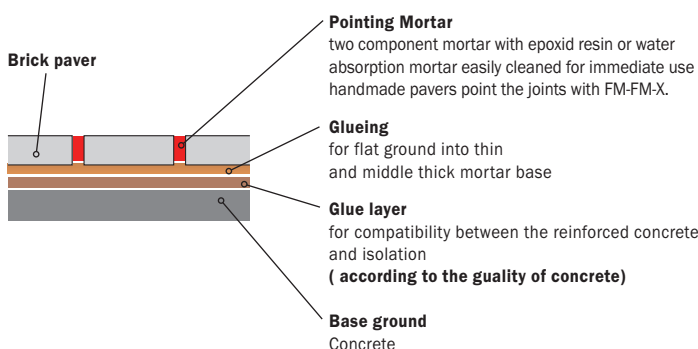 Brick paver
Pointing Mortar
two component mortar with epoxid resin or water
absorption mortar easily cleaned for immediate use
handmade pavers point the joints with FM-FM-X.
Glueing
for flat ground into thin
and middle thick mortar base
Glue layer
for compatibility between the reinforced concrete
and isolation
( according to the guality of concrete)
Base ground
Concrete